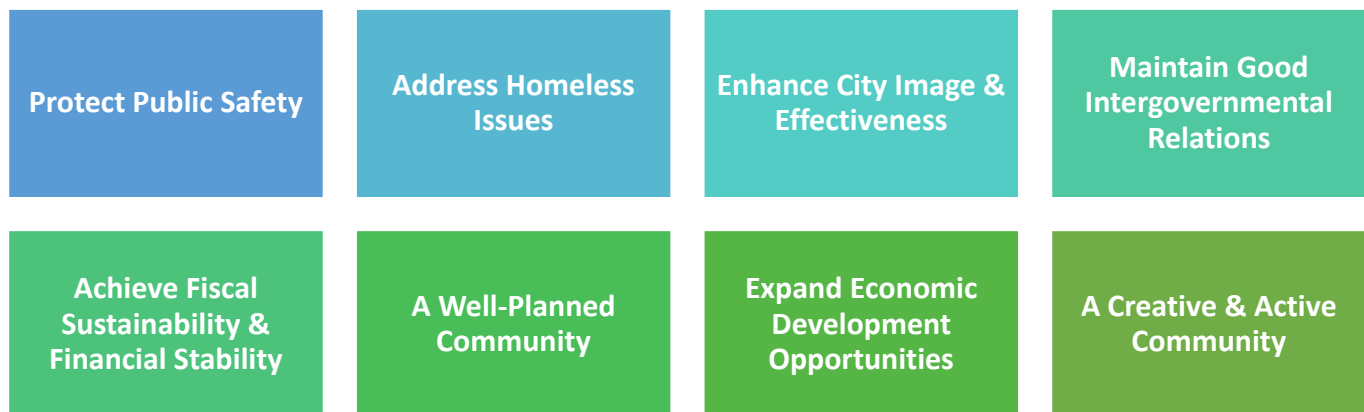 Protect Public Safety
Address Homeless
Issues
Enhance City Image &
Effectiveness
Maintain Good
Intergovernmental
Relations
Achieve Fiscal
Sustainability &
Financial Stability
A Well-Planned
Community
Expand Economic
Development
Opportunities
A Creative & Active
Community